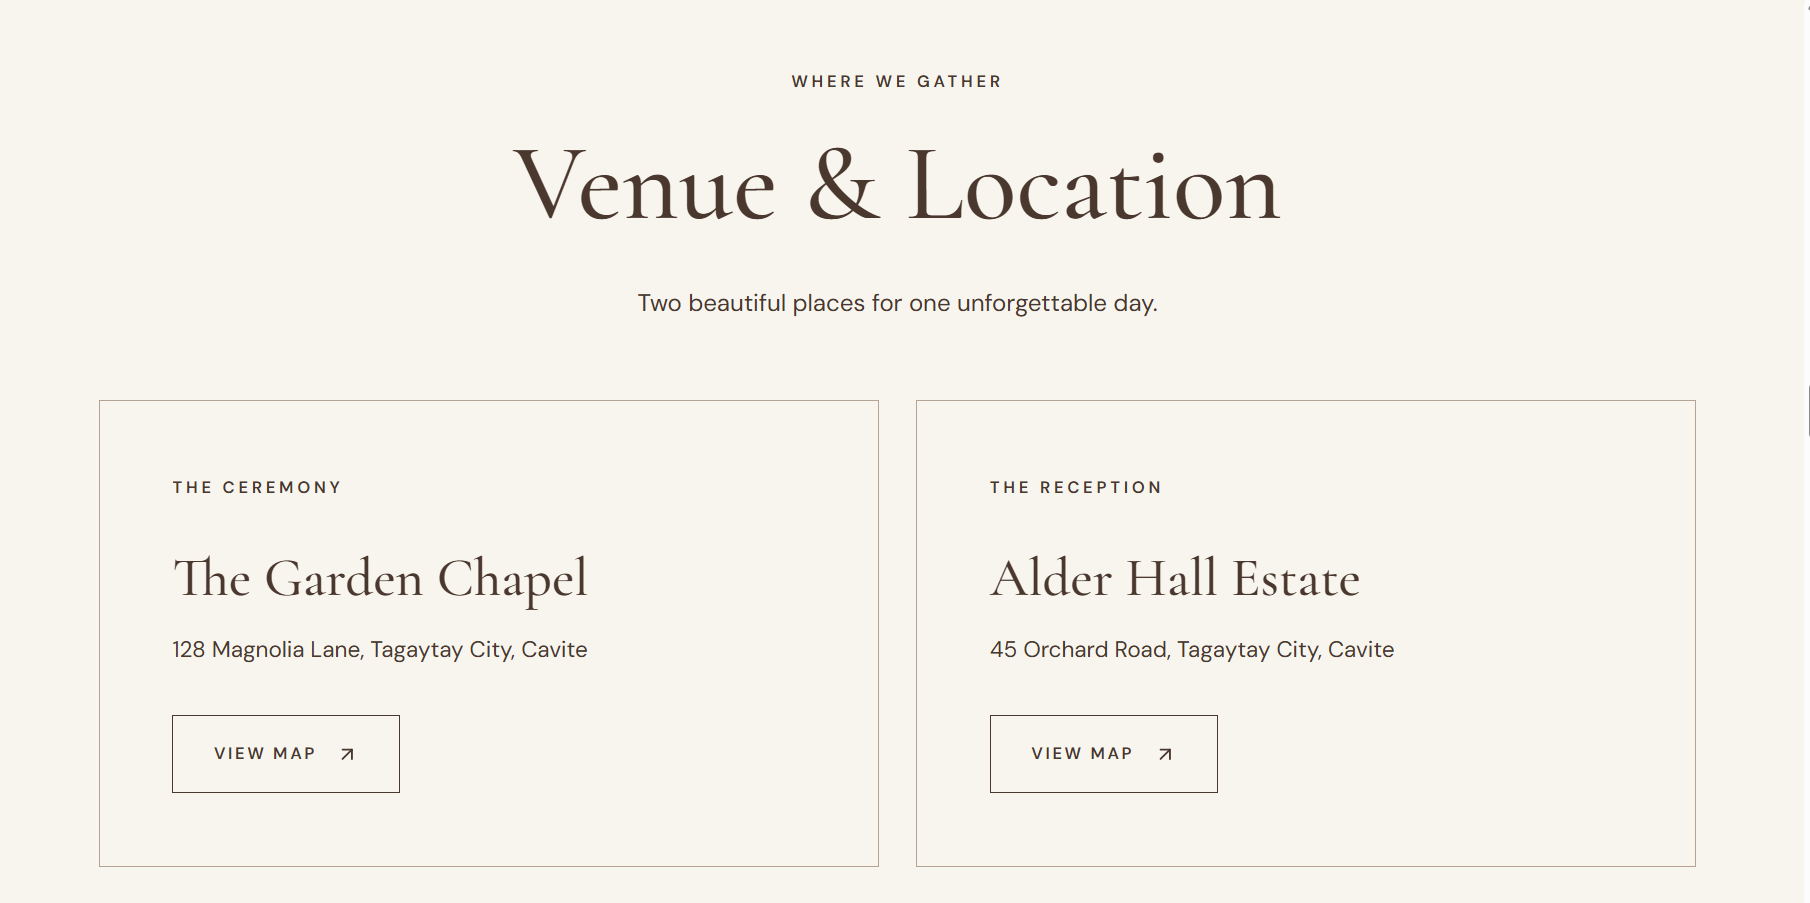 WHERE WE GATHER
Venue & Location
Two beautiful places for one unforgettable day.
THE CEREMONY
The Garden Chapel
128 Magnolia Lane, Tagaytay City, Cavite
VIEW MAP
THE RECEPTION
Alder Hall Estate
45 Orchard Road, Tagaytay City, Cavite
VIEW MAP